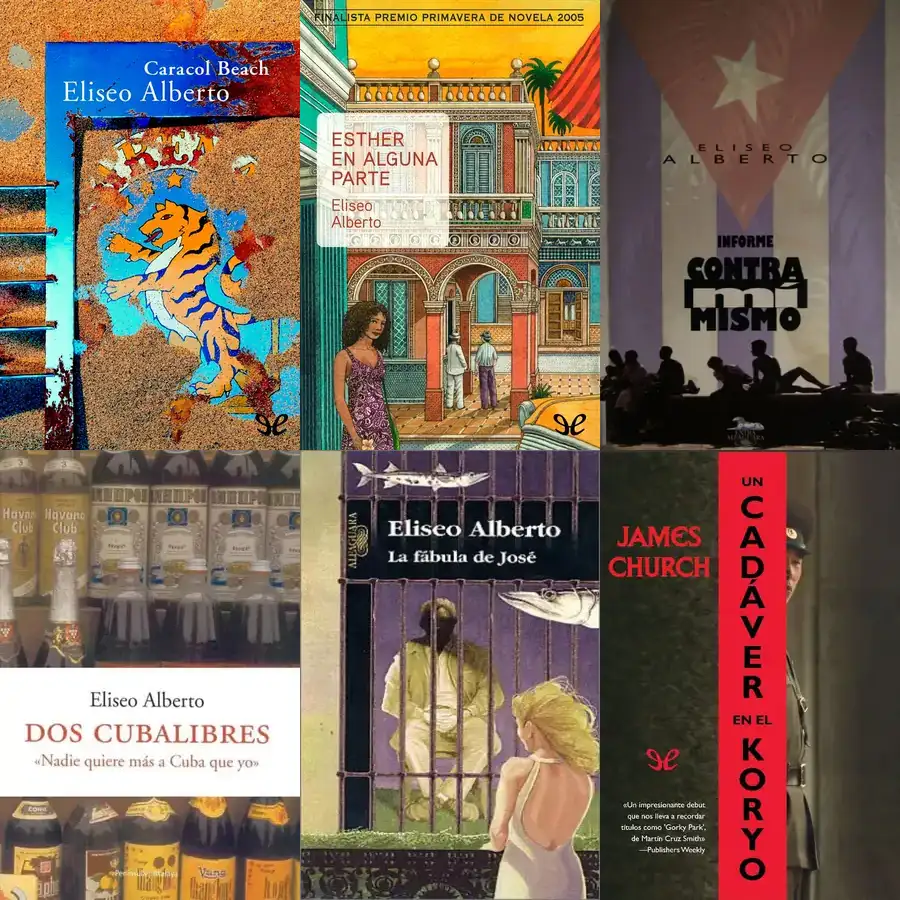 Caracol Beach
Eliseo Alberto
FINALISTA PREMIO PRIMAVERA DE NOVELA 2005
ESTHER
EN ALGUNA
PARTE
Eliseo
Alberto
ELISEO
ALBERTO
INFORME
CONTRA
mí
MISMO
Havana
Club
Havana
Club
Eliseo Alberto
DOS CUBALIBRES
«Nadie quiere más a Cuba que yo»
ALFAGUARA
Eliseo Alberto
La fábula de José
JAMES
CHURCH
UN
CADÁVER
EN EL
KORYO
«Un impresionante debut
que nos lleva a recordar
títulos como 'Gorky Park',
de Martin Cruz Smith»
—Publishers Weekly